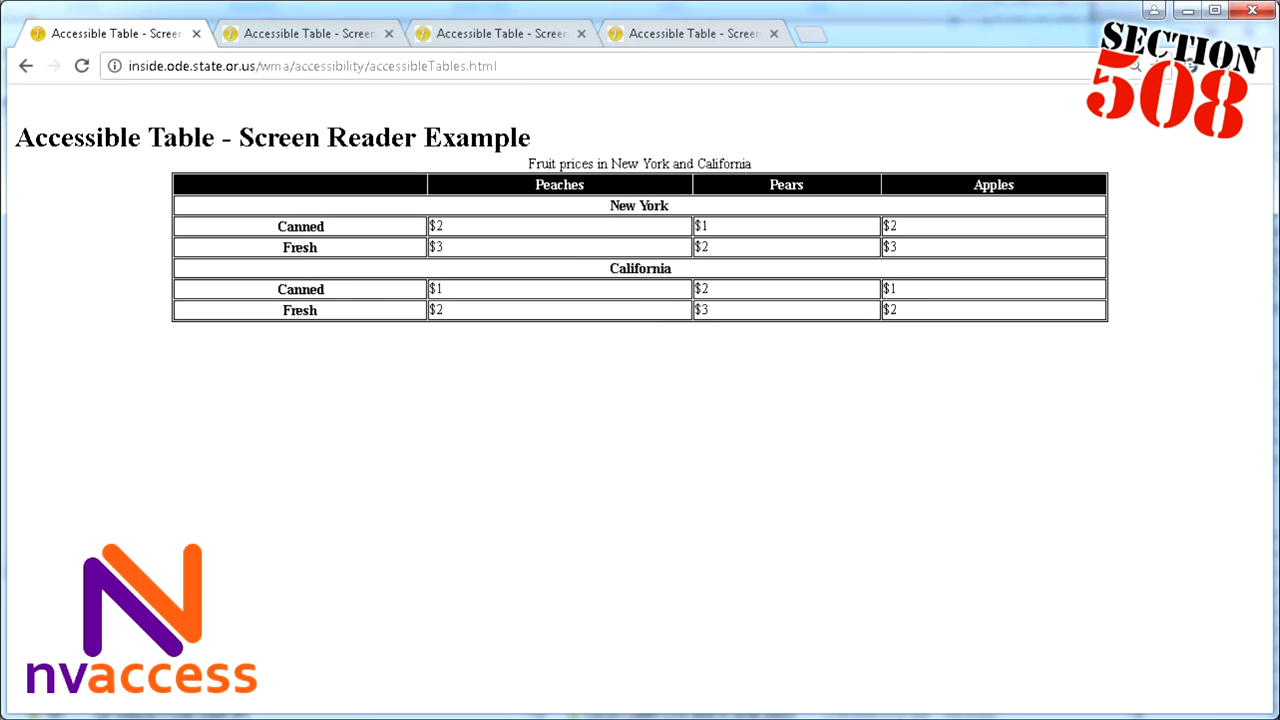 Accessible Table - Screen
Accessible Table - Screen
Accessible Table - Screen
Accessible Table - Screen
inside.ode.state.or.us/wma/accessibility/accessibleTables.html
SECTION
508
Accessible Table - Screen Reader Example
Fruit prices in New York and California
Peaches Pears Apples
New York
Canned $2 $1 $2
Fresh $3 $2 $3
California
Canned $1 $2 $1
Fresh $2 $3 $2
nvaccess